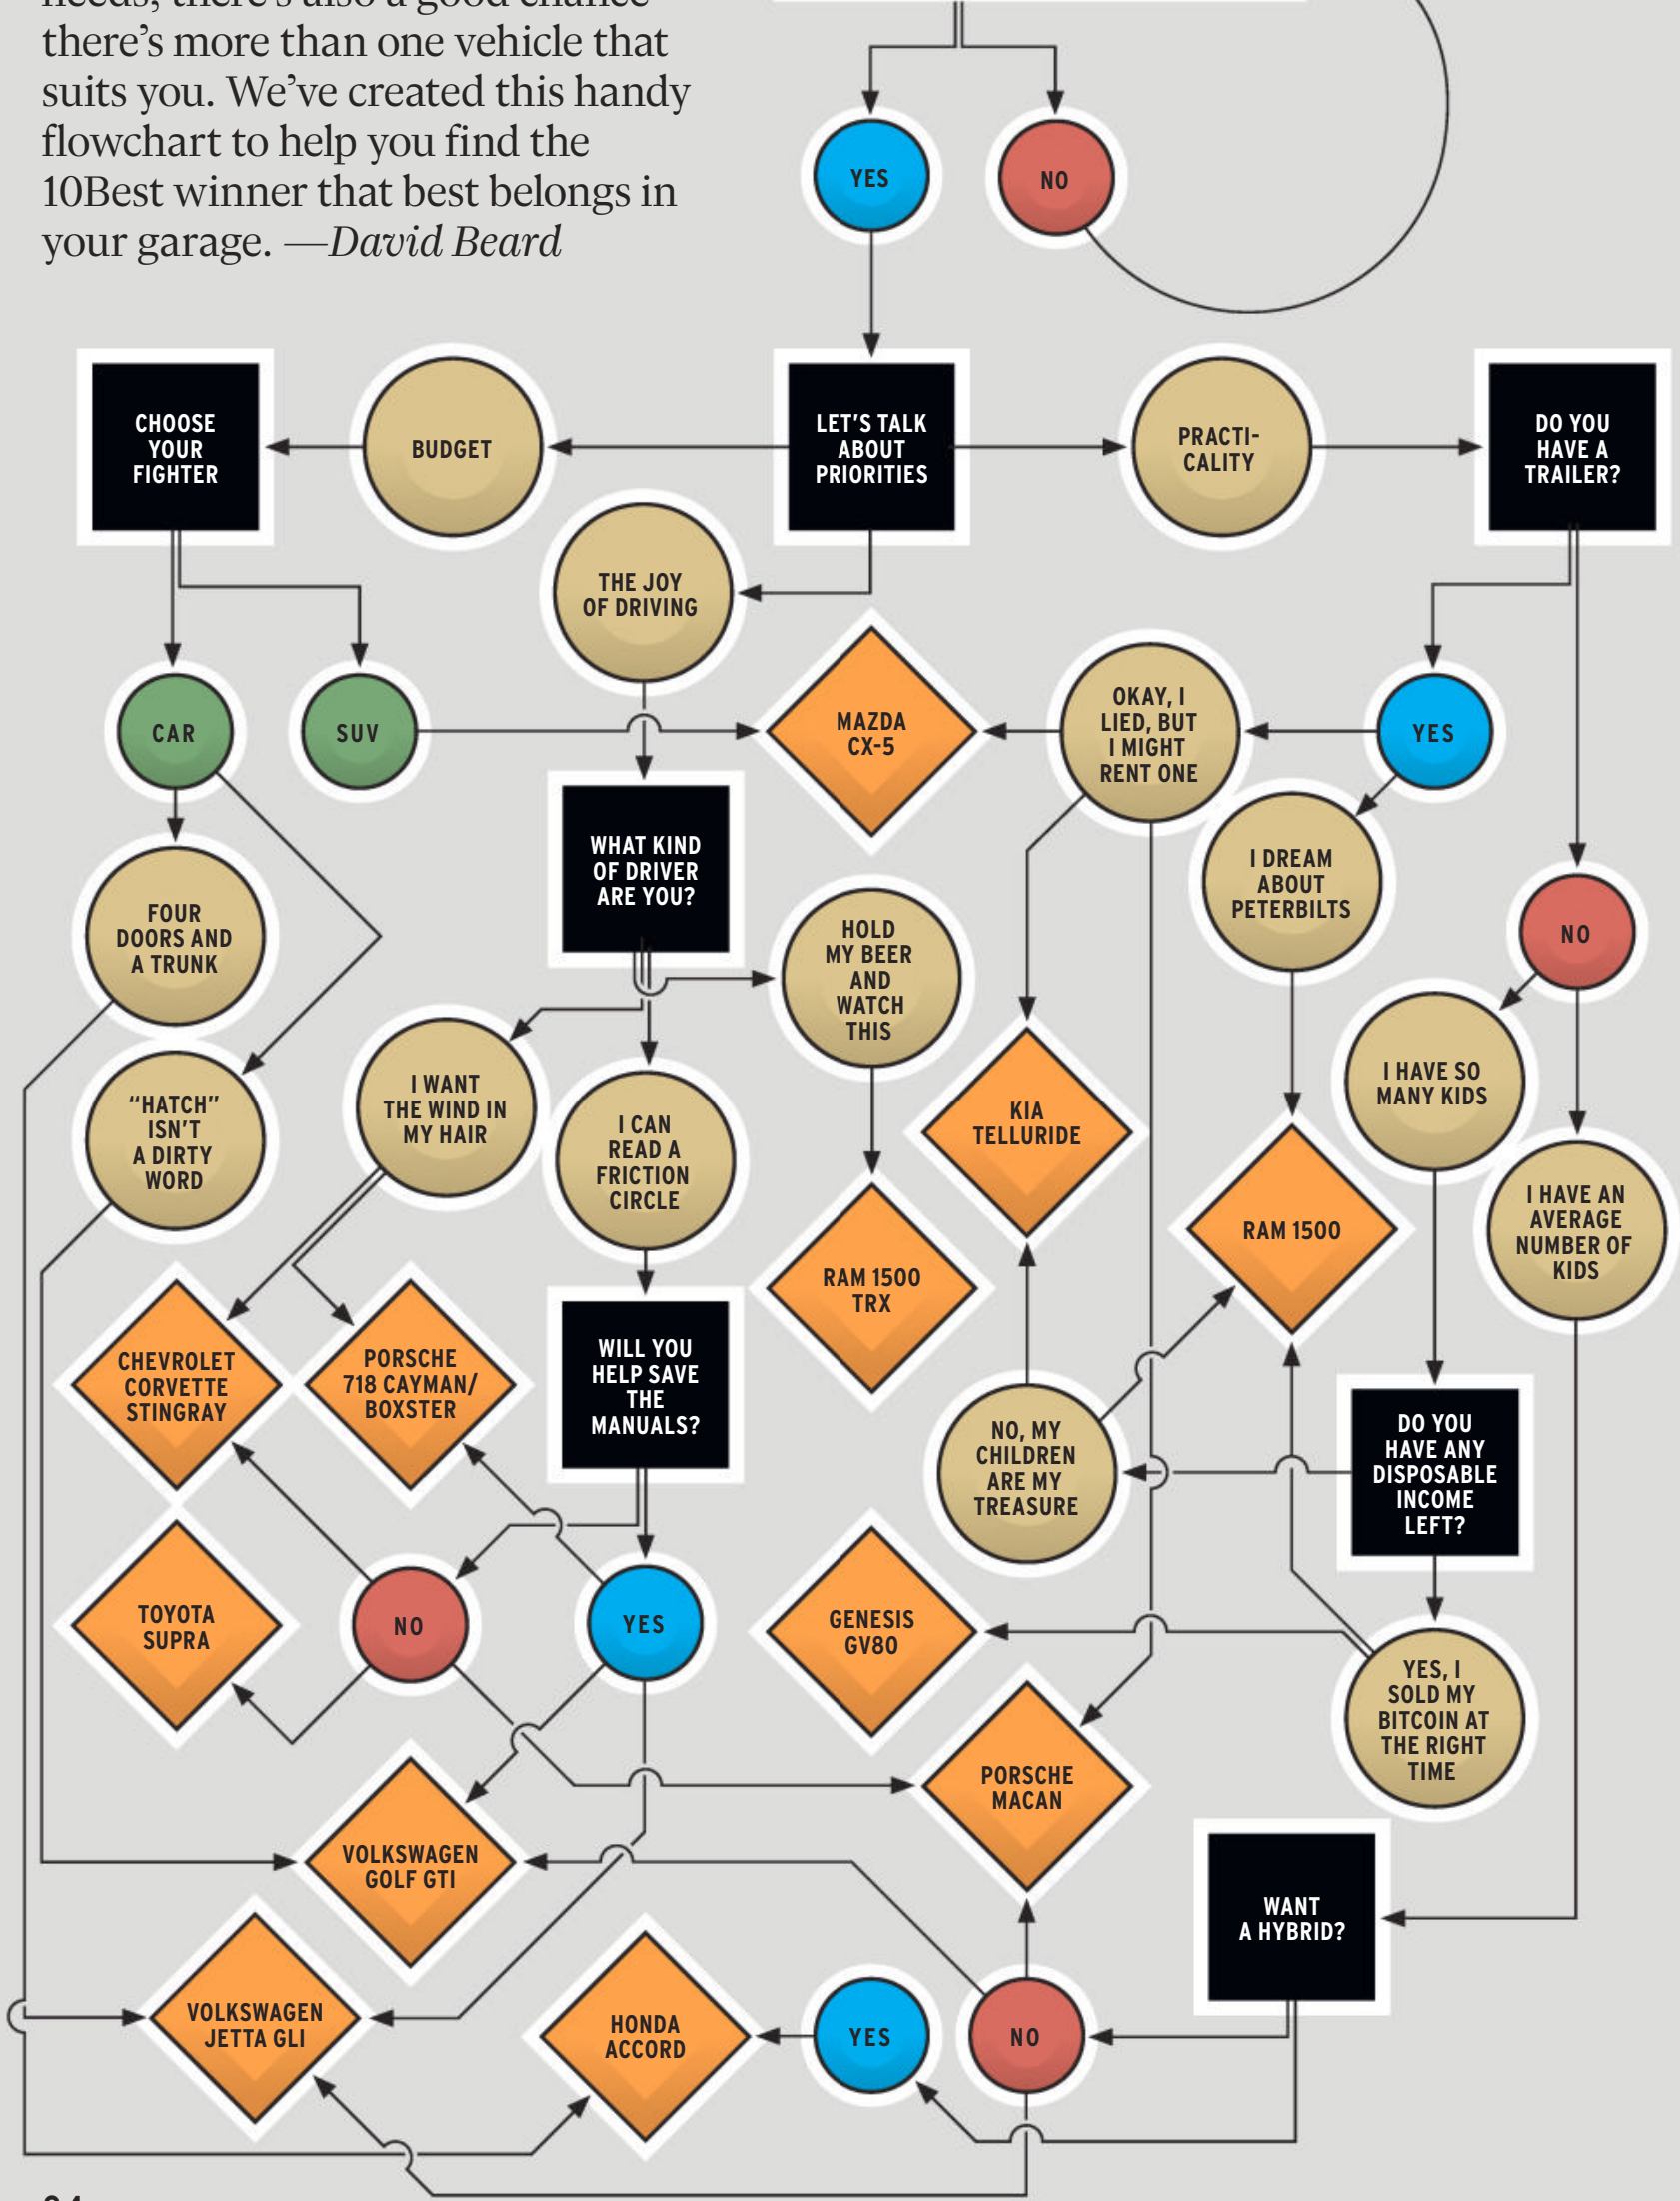 needs, there's also a good chance
there's more than one vehicle that
suits you. We've created this handy
flowchart to help you find the
10Best winner that best belongs in
your garage. —David Beard
YES
NO
CHOOSE
YOUR
FIGHTER
BUDGET
LET'S TALK
ABOUT
PRIORITIES
PRACTI-
CALITY
DO YOU
HAVE A
TRAILER?
THE JOY
OF DRIVING
CAR
SUV
MAZDA
CX-5
OKAY, I
LIED, BUT
I MIGHT
RENT ONE
YES
WHAT KIND
OF DRIVER
ARE YOU?
I DREAM
ABOUT
PETERBILTS
FOUR
DOORS AND
A TRUNK
HOLD
MY BEER
AND
WATCH
THIS
NO
"HATCH"
ISN'T
A DIRTY
WORD
I WANT
THE WIND IN
MY HAIR
I CAN
READ A
FRICTION
CIRCLE
KIA
TELLURIDE
I HAVE SO
MANY KIDS
RAM 1500
I HAVE AN
AVERAGE
NUMBER OF
KIDS
RAM 1500
TRX
CHEVROLET
CORVETTE
STINGRAY
PORSCHE
718 CAYMAN/
BOXSTER
WILL YOU
HELP SAVE
THE
MANUALS?
NO, MY
CHILDREN
ARE MY
TREASURE
DO YOU
HAVE ANY
DISPOSABLE
INCOME
LEFT?
TOYOTA
SUPRA
NO
YES
GENESIS
GV80
YES, I
SOLD MY
BITCOIN AT
THE RIGHT
TIME
PORSCHE
MACAN
VOLKSWAGEN
GOLF GTI
WANT
A HYBRID?
VOLKSWAGEN
JETTA GLI
HONDA
ACCORD
YES
NO